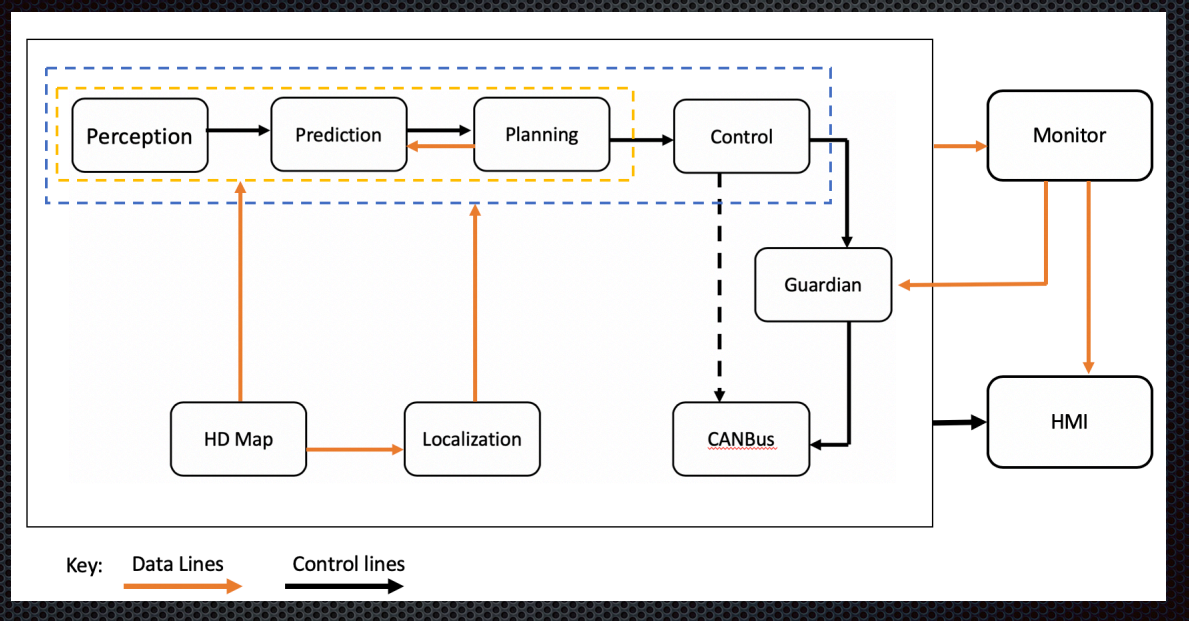 Perception
Prediction
Planning
Control
Monitor
Guardian
HD Map
Localization
CANBus
HMI
Key:
Data Lines
Control lines